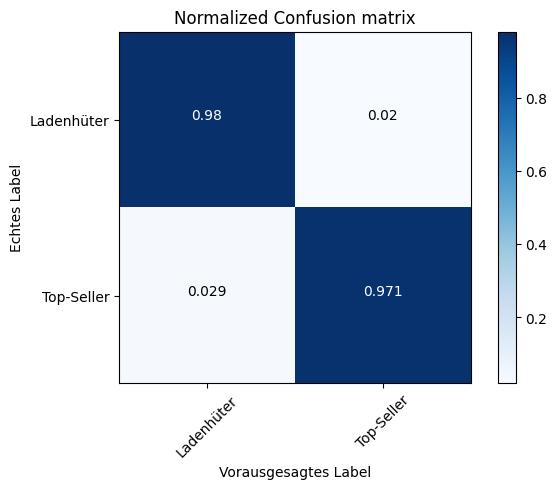 Normalized Confusion matrix
Echtes Label
Ladenhüter
0.98
0.02
Top-Seller
0.029
0.971
Ladenhüter
Top-Seller
Vorausgesagtes Label
0.8
0.6
0.4
0.2